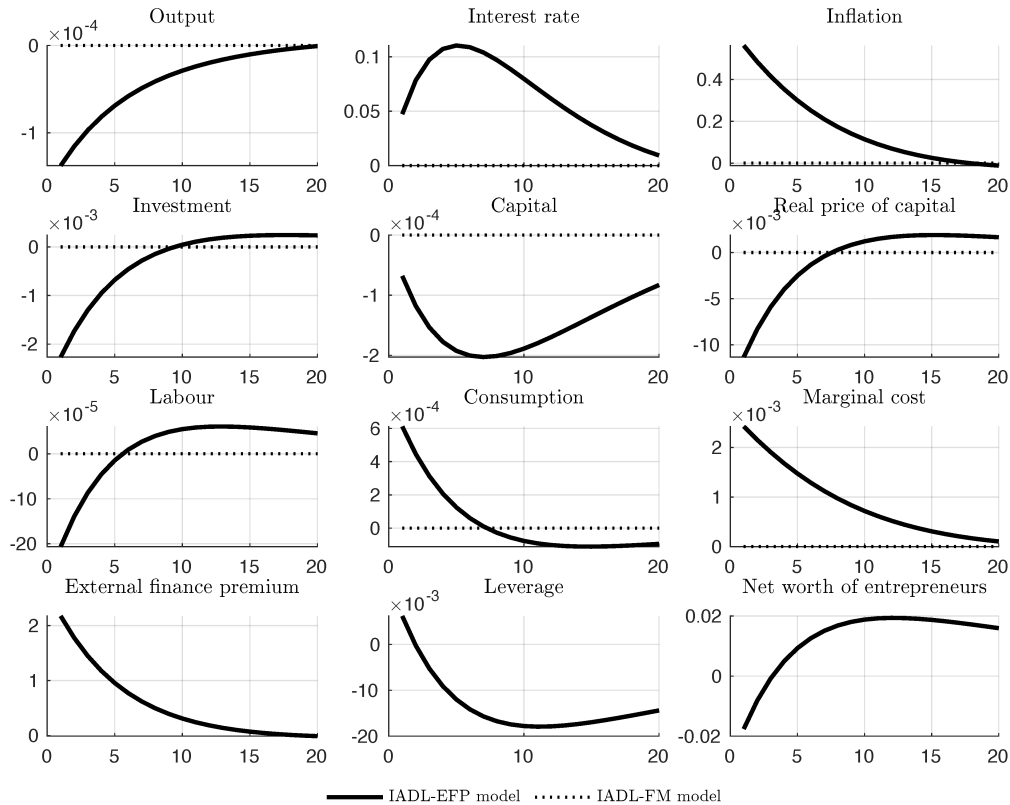 Output Interest rate Inflation
×10-4
0 0.1 0.4
0.05 0.2
-1 0 0
0 5 10 15 20 0 5 10 15 20 0 5 10 15 20
Investment Capital Real price of capital
×10-3 ×10-4 ×10-3
0 0 0
-1 -1 -5
-2 -2 -10
0 5 10 15 20 0 5 10 15 20 0 5 10 15 20
Labour Consumption Marginal cost
×10-5 ×10-4 ×10-3
0 6 2
-10 4 1
-20 2 0
0
0 5 10 15 20 0 5 10 15 20 0 5 10 15 20
External finance premium Leverage Net worth of entrepreneurs
×10-3
2 0 0.02
1 -10 0
0 -20 -0.02
0 5 10 15 20 0 5 10 15 20 0 5 10 15 20
IADL-EFP model IADL-FM model